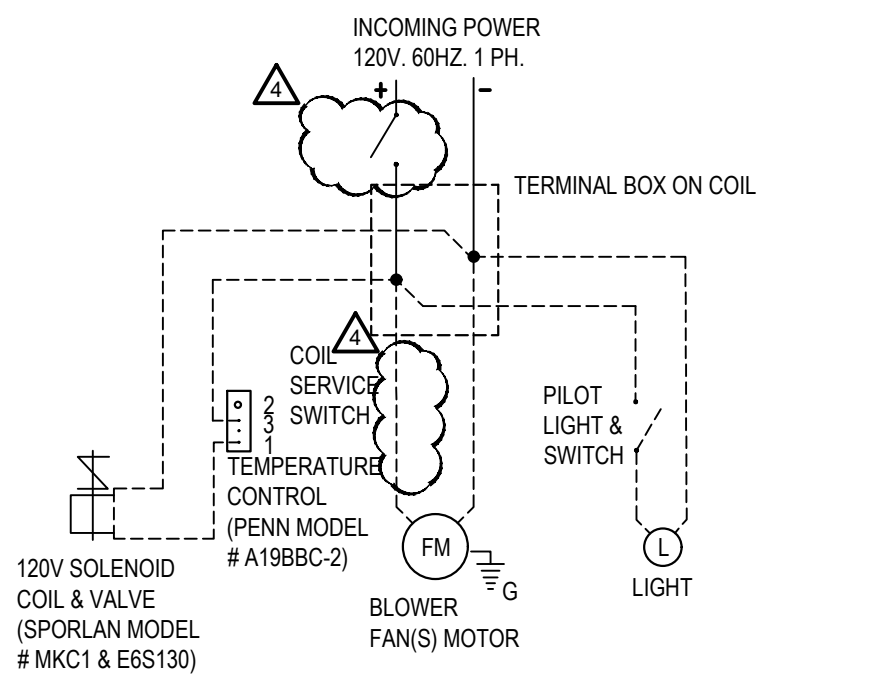 INCOMING POWER
120V. 60HZ. 1 PH.
4
+ -
TERMINAL BOX ON COIL
4
COIL
SERVICE
SWITCH
2
3
1
PILOT
LIGHT &
SWITCH
TEMPERATURE
CONTROL
(PENN MODEL
# A19BBC-2)
FM
G
L
LIGHT
120V SOLENOID
COIL & VALVE
(SPORLAN MODEL
# MKC1 & E6S130)
BLOWER
FAN(S) MOTOR